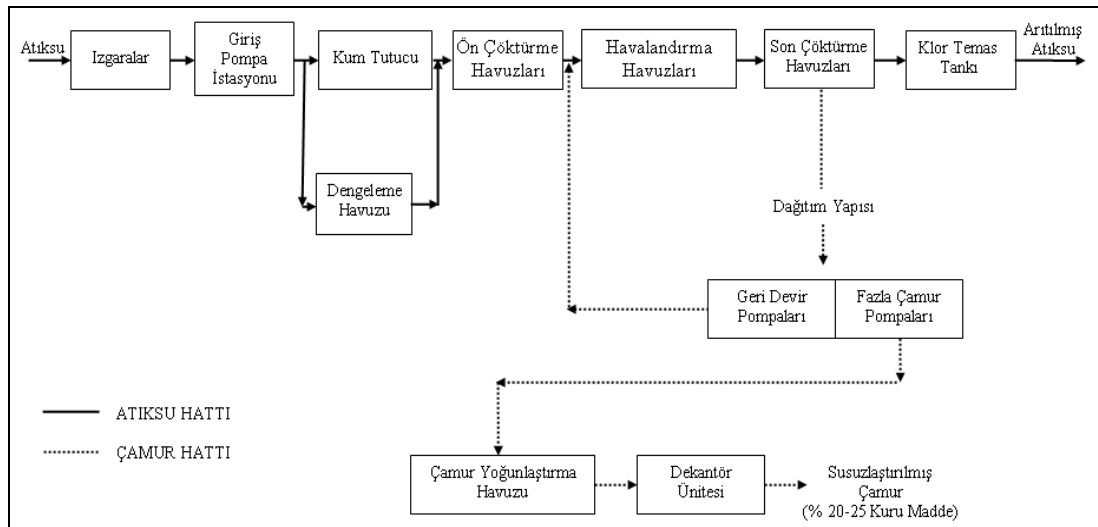 Atıksu
Izgaralar
Giriş
Pompa
İstasyonu
Kum Tutucu
Ön Çöktürme
Havuzları
Havalandırma
Havuzları
Son Çöktürme
Havuzları
Klor Temas
Tankı
Arıtılmış
Atıksu
Dengeleme
Havuzu
Dağıtım Yapısı
Geri Devir
Pompaları
Fazla Çamur
Pompaları
ATIKSU HATTI
ÇAMUR HATTI
Çamur Yoğunlaştırma
Havuzu
Dekantör
Ünitesi
Susuzlaştırılmış
Çamur
(% 20-25 Kuru Madde)